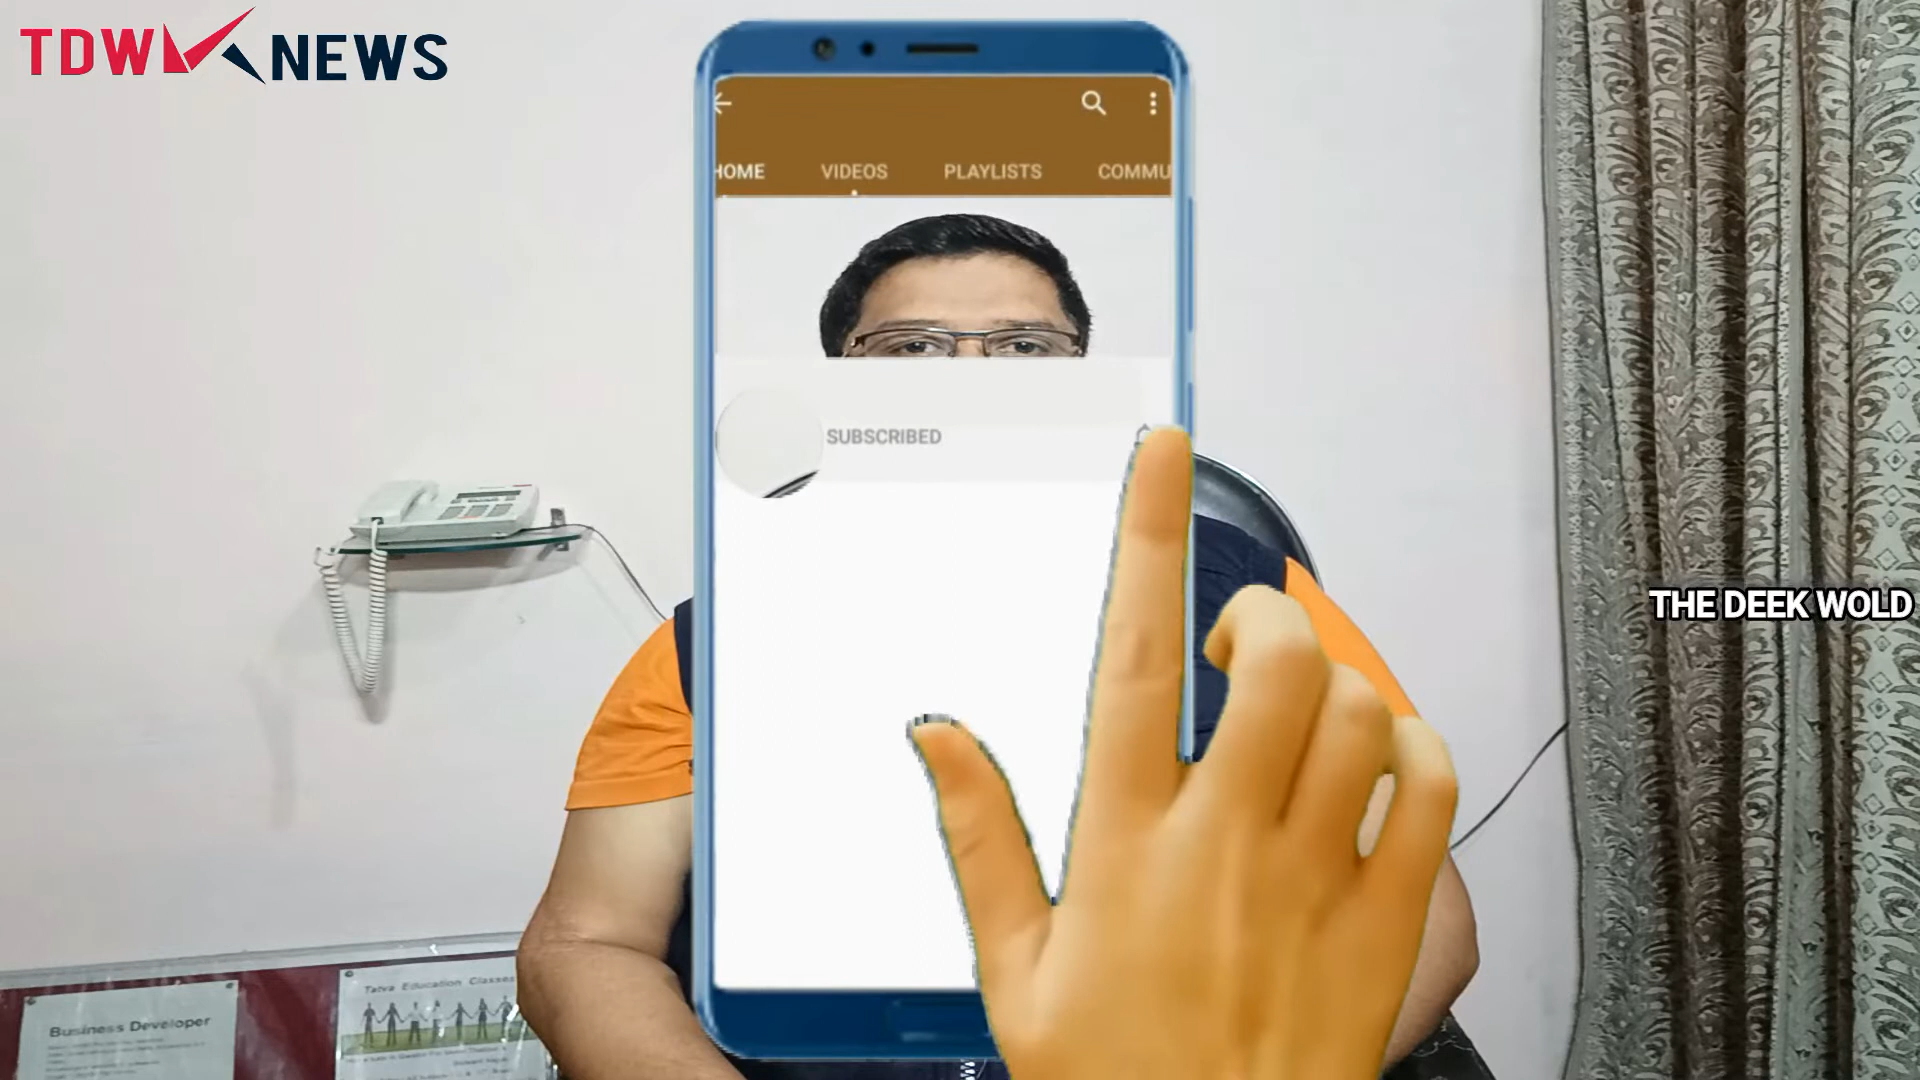 TDW NEWS
HOME VIDEOS PLAYLISTS COMMU
SUBSCRIBED
THE DEEK WOLD
Business Developer
Tatva Education Classes